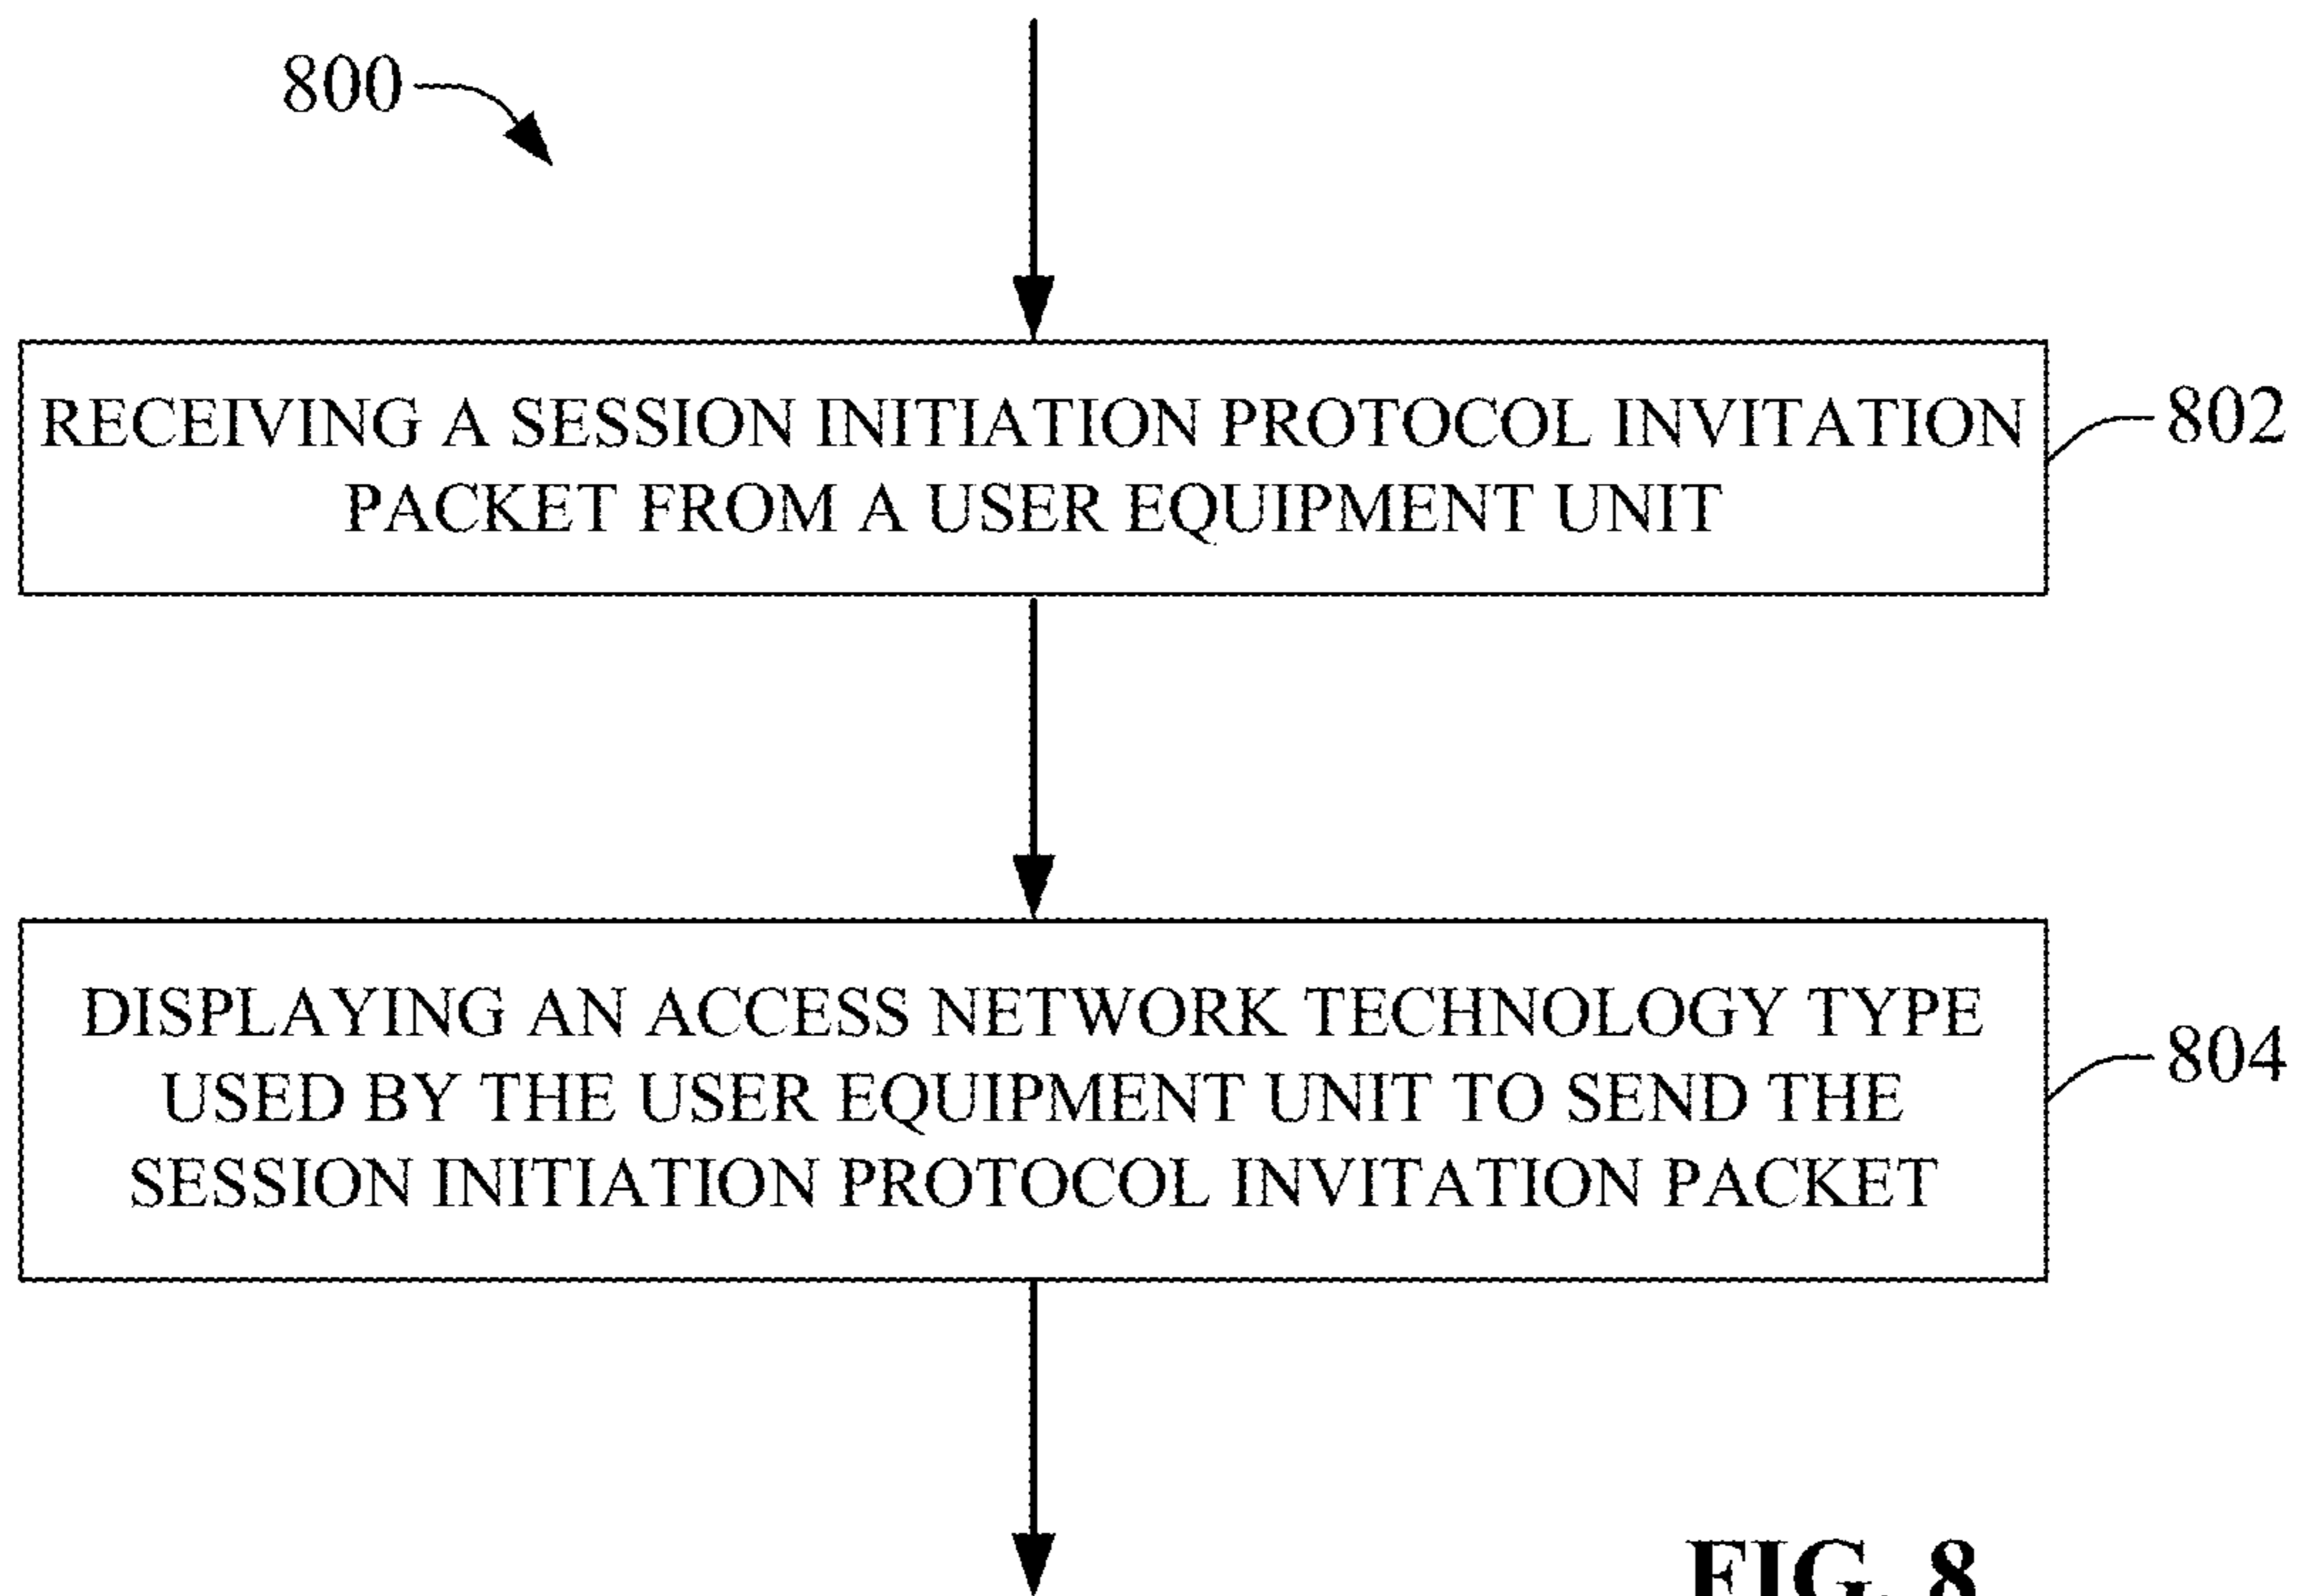 800
RECEIVING A SESSION INITIATION PROTOCOL INVITATION
PACKET FROM A USER EQUIPMENT UNIT
802
DISPLAYING AN ACCESS NETWORK TECHNOLOGY TYPE
USED BY THE USER EQUIPMENT UNIT TO SEND THE
SESSION INITIATION PROTOCOL INVITATION PACKET
804
FIG. 8